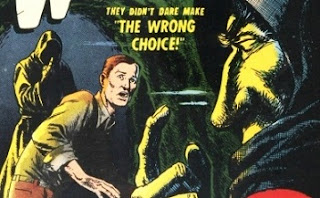 W
THEY DIDN'T DARE MAKE
"THE WRONG
CHOICE!"